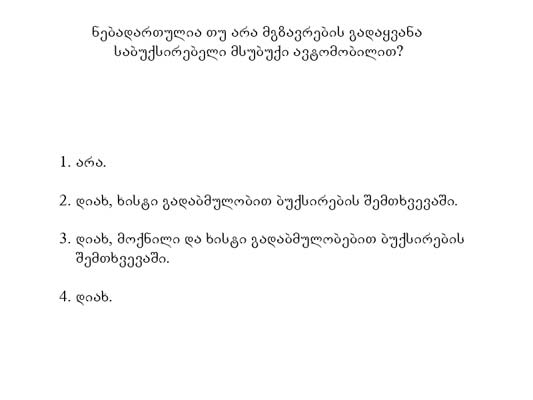 ნებადართულია თუ არა მგზავრების გადაყვანა
საბუქსირებელი მსუბუქი ავტომობილით?
1. არა.
2. დიახ, ხისტი გადაბმულობით ბუქსირების შემთხვევაში.
3. დიახ, მოქნილი და ხისტი გადაბმულობებით ბუქსირების
შემთხვევაში.
4. დიახ.